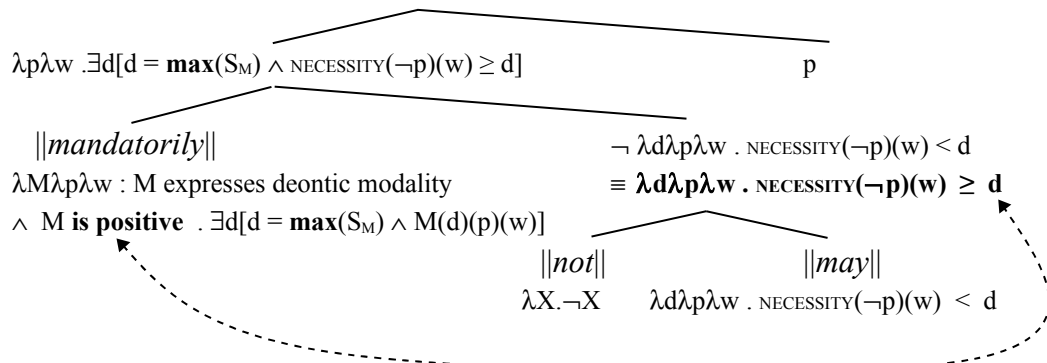 λpλw .∃d[d = max(S_M) ∧ NECESSITY(¬p)(w) ≥ d] p
||mandatorily|| ¬ λdλpλw . NECESSITY(¬p)(w) < d
λMλpλw : M expresses deontic modality ≡ λdλpλw . NECESSITY(¬p)(w) ≥ d
∧ M is positive . ∃d[d = max(S_M) ∧ M(d)(p)(w)]
||not|| ||may||
λX.¬X λdλpλw . NECESSITY(¬p)(w) < d